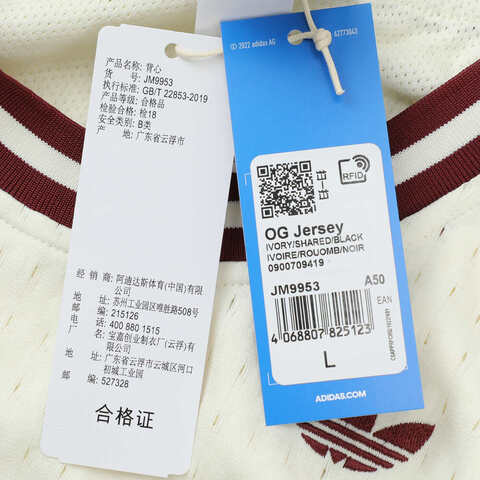 产品名称: 背心
货 号: JM9953
执行标准: GB/T 22853-2019
产品等级: 合格品
检验合格: 检18
安全类别: B类
产 地: 广东省云浮市
经 销 商: 阿迪达斯体育(中国)有限公司
地 址: 苏州工业园区唯胜路508号
邮 编: 215126
电 话: 400 880 1515
厂 名: 宝嘉创业制衣厂(云浮)有限公司
地 址: 广东省云浮市云城区河口初城工业园
邮 编: 527328
合格证
© 2022 adidas AG
62773643
RFID
OG Jersey
IVORY/SHARED/BLACK
IVOIRE/ROUOMB/NOIR
0900709419
JM9953 A50
EAN
4 068807 825123
L
ADIDAS.COM